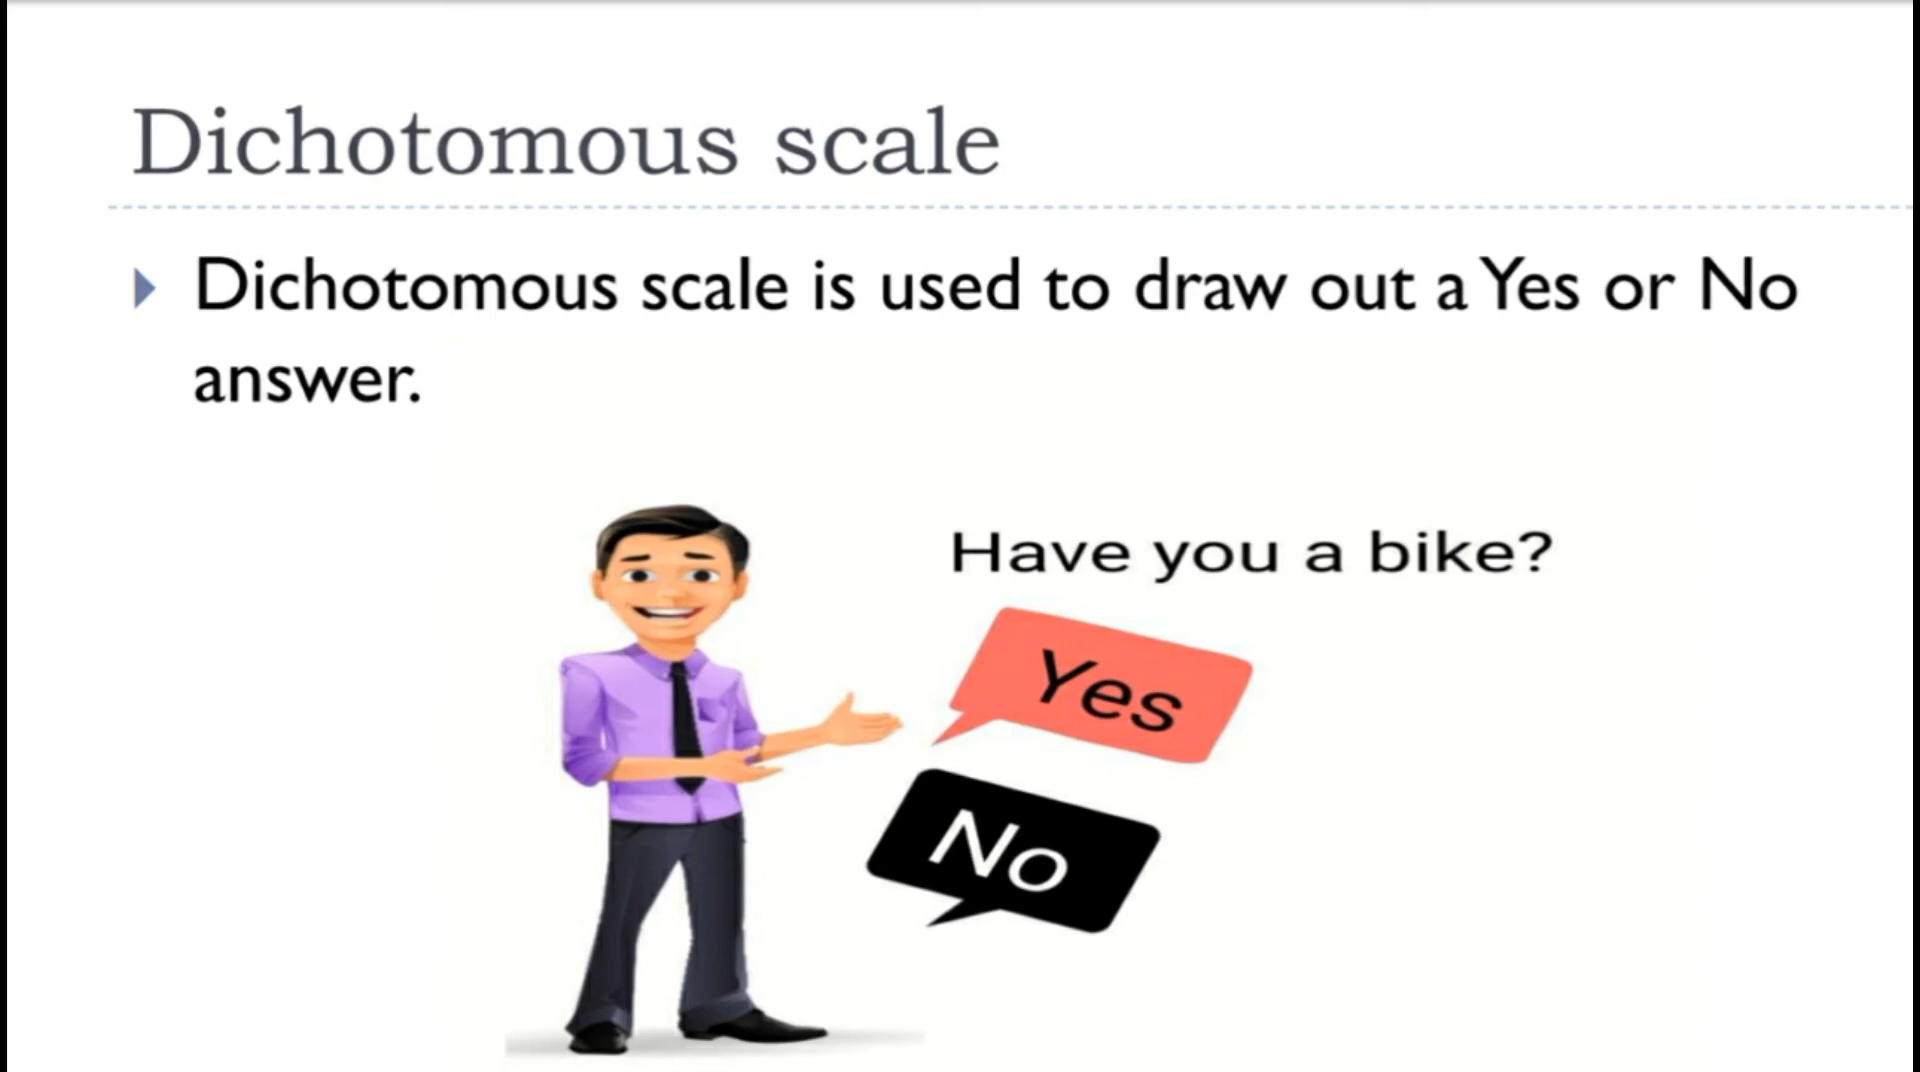 Dichotomous scale
Dichotomous scale is used to draw out a Yes or No
answer.
Have you a bike?
Yes
No